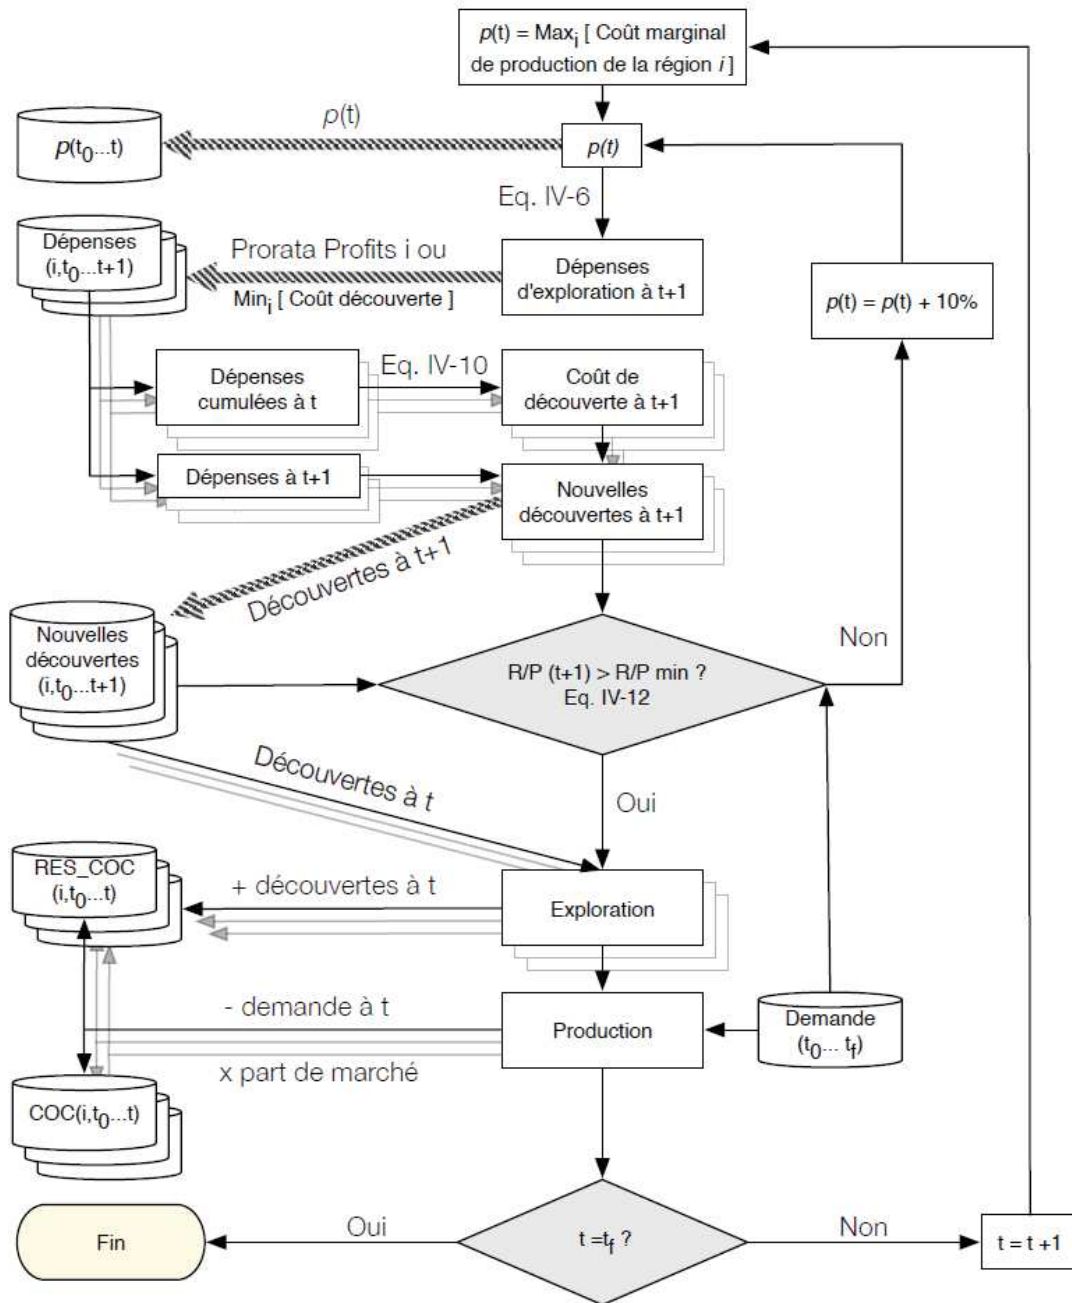 p(t) = Maxi [ Coût marginal
de production de la région i ]
p(t)
p(t0...t)
p(t)
Eq. IV-6
Dépenses
(i,t0...t+1)
Prorata Profits i ou
Mini [ Coût découverte ]
Dépenses
d'exploration à t+1
p(t) = p(t) + 10%
Dépenses
cumulées à t
Eq. IV-10
Coût de
découverte à t+1
Dépenses à t+1
Nouvelles
découvertes à t+1
Découvertes à t+1
Nouvelles
découvertes
(i,t0...t+1)
R/P (t+1) > R/P min ?
Eq. IV-12
Non
Découvertes à t
Oui
RES_COC
(i,t0...t)
+ découvertes à t
Exploration
- demande à t
Production
Demande
(t0... tf)
x part de marché
COC(i,t0...t)
Fin
Oui
t =tf ?
Non
t = t +1